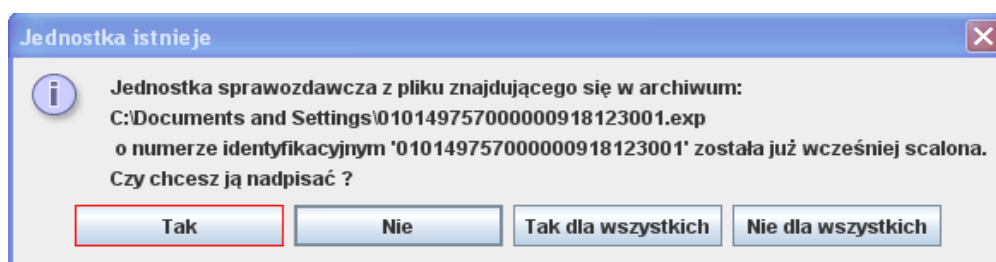 Jednostka istnieje
Jednostka sprawozdawcza z pliku znajdującego się w archiwum:
C:\Documents and Settings\010149757000000918123001.exp
o numerze identyfikacyjnym '010149757000000918123001' została już wcześniej scalona.
Czy chcesz ją nadpisać ?
Tak Nie Tak dla wszystkich Nie dla wszystkich